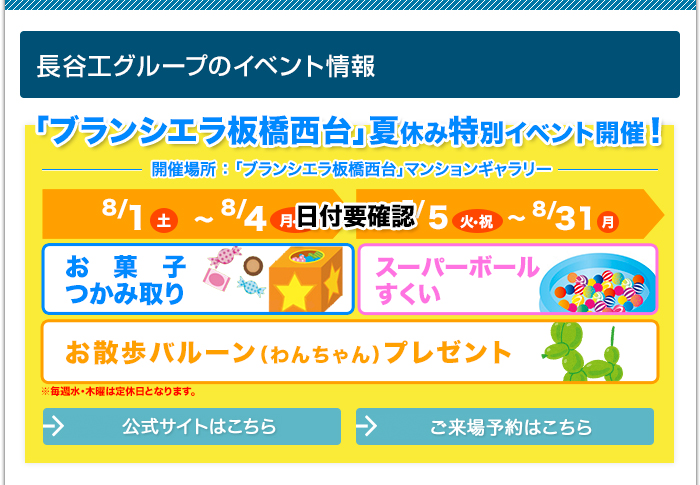 長谷工グループのイベント情報
「ブランシエラ板橋西台」夏休み特別イベント開催!
開催場所:「ブランシエラ板橋西台」マンションギャラリー
8/1 土 ~ 8/4 月 日付要確認 /5 火・祝 ~ 8/31 月
お菓子
つかみ取り
スーパーボール
すくい
お散歩バルーン(わんちゃん)プレゼント
※毎週水・木曜は定休日となります。
公式サイトはこちら
ご来場予約はこちら